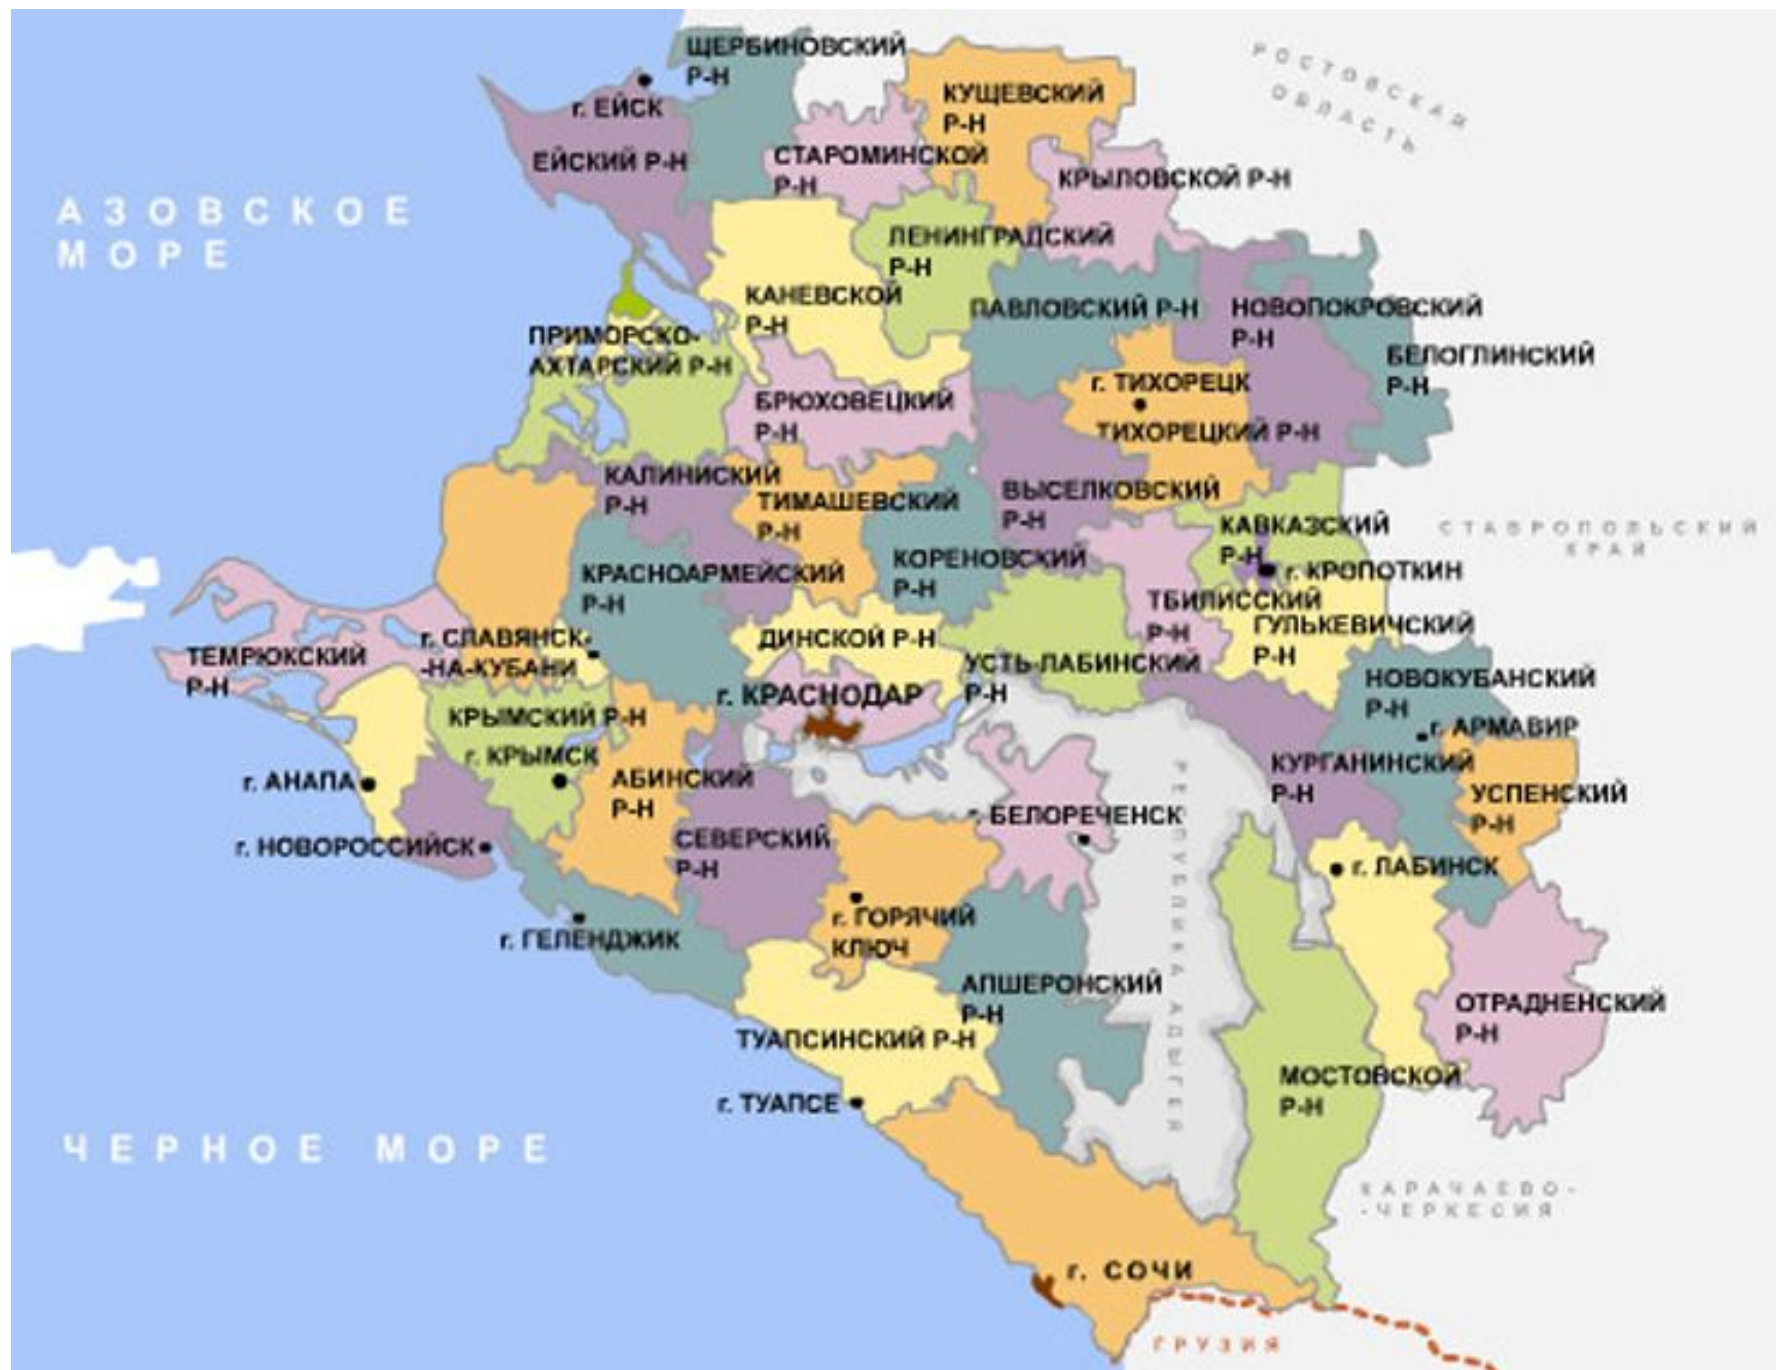 ЩЕРБИНОВСКИЙ
Р-Н
РОСТОВСКАЯ
ОБЛАСТЬ
г. ЕЙСК
КУЩЕВСКИЙ
Р-Н
ЕЙСКИЙ Р-Н
СТАРОМИНСКОЙ
Р-Н
КРЫЛОВСКОЙ Р-Н
АЗОВСКОЕ
МОРЕ
ЛЕНИНГРАДСКИЙ
Р-Н
КАНЕВСКОЙ
Р-Н
ПАВЛОВСКИЙ Р-Н
НОВОПОКРОВСКИЙ
Р-Н
ПРИМОРСКО-
АХТАРСКИЙ Р-Н
БЕЛОГЛИНСКИЙ
Р-Н
г. ТИХОРЕЦК
БРЮХОВЕЦКИЙ
Р-Н
ТИХОРЕЦКИЙ Р-Н
КАЛИНИСКИЙ
Р-Н
ТИМАШЕВСКИЙ
Р-Н
ВЫСЕЛКОВСКИЙ
Р-Н
КАВКАЗСКИЙ
Р-Н
СТАВРОПОЛЬСКИЙ
КРАЙ
КРАСНОАРМЕЙСКИЙ
Р-Н
КОРЕНОВСКИЙ
Р-Н
г. КРОПОТКИН
ТБИЛИССКИЙ
Р-Н
ГУЛЬКЕВИЧСКИЙ
Р-Н
г. СЛАВЯНСК-
-НА-КУБАНИ
ДИНСКОЙ Р-Н
ТЕМРЮКСКИЙ
Р-Н
УСТЬ-ЛАБИНСКИЙ
Р-Н
НОВОКУБАНСКИЙ
Р-Н
г. КРАСНОДАР
КРЫМСКИЙ Р-Н
г. АРМАВИР
г. КРЫМСК
КУРГАНИНСКИЙ
Р-Н
г. АНАПА
АБИНСКИЙ
Р-Н
УСПЕНСКИЙ
Р-Н
г. БЕЛОРЕЧЕНСК
РЕСПУБЛИКА АДЫГЕЯ
г. НОВОРОССИЙСК
СЕВЕРСКИЙ
Р-Н
г. ЛАБИНСК
г. ГОРЯЧИЙ
КЛЮЧ
г. ГЕЛЕНДЖИК
АПШЕРОНСКИЙ
Р-Н
ОТРАДНЕНСКИЙ
Р-Н
ТУАПСИНСКИЙ Р-Н
МОСТОВСКОЙ
Р-Н
г. ТУАПСЕ
ЧЕРНОЕ МОРЕ
КАРАЧАЕВО-
-ЧЕРКЕСИЯ
г. СОЧИ
ГРУЗИЯ